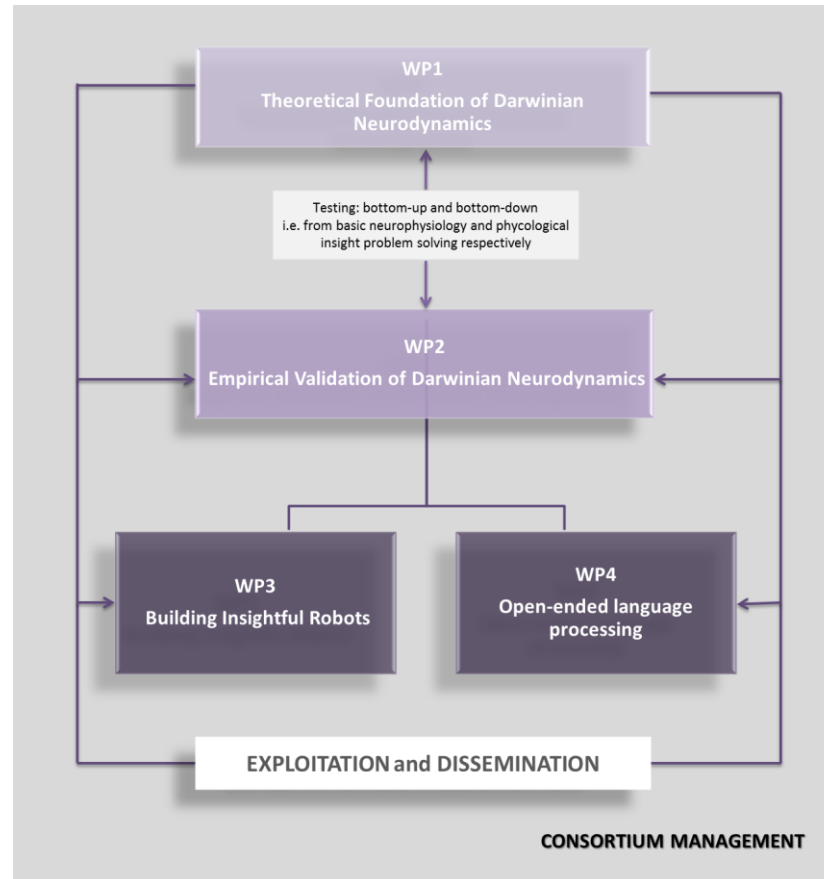 WP1
Theoretical Foundation of Darwinian
Neurodynamics
Testing: bottom-up and bottom-down
i.e. from basic neurophysiology and phycological
insight problem solving respectively
WP2
Empirical Validation of Darwinian Neurodynamics
WP3
Building Insightful Robots
WP4
Open-ended language
processing
EXPLOITATION and DISSEMINATION
CONSORTIUM MANAGEMENT